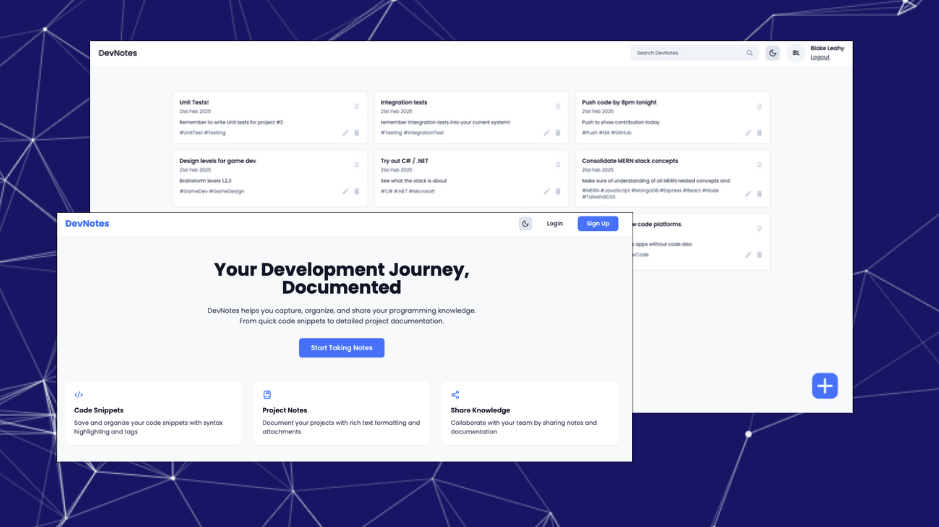 DevNotes
Search DevNotes
BL
Blake Leahy
Logout
Unit Tests!
21st Feb 2025
Remember to write Unit tests for project #2
#UnitTest #Testing
Integration tests
21st Feb 2025
remember intergration tests into your current system!
#Testing #IntegrationTest
Push code by 8pm tonight
21st Feb 2025
Push to show contribution today
#Push #Git #GitHub
Design levels for game dev
21st Feb 2025
Brainstorm levels 1,2,3
#GameDev #GameDesign
Try out C# / .NET
21st Feb 2025
See what the stack is about
#C# #.NET #Microsoft
Consolidate MERN stack concepts
21st Feb 2025
Make sure of understanding of all MERN related concepts and
#MERN #JavaScript #MongoDB #Express #React #Node
#TailwindCSS
w code platforms
apps without code also
wCode
DevNotes
Login
Sign Up
Your Development Journey,
Documented
DevNotes helps you capture, organize, and share your programming knowledge.
From quick code snippets to detailed project documentation.
Start Taking Notes
Code Snippets
Save and organize your code snippets with syntax
highlighting and tags
Project Notes
Document your projects with rich text formatting and
attachments
Share Knowledge
Collaborate with your team by sharing notes and
documentation